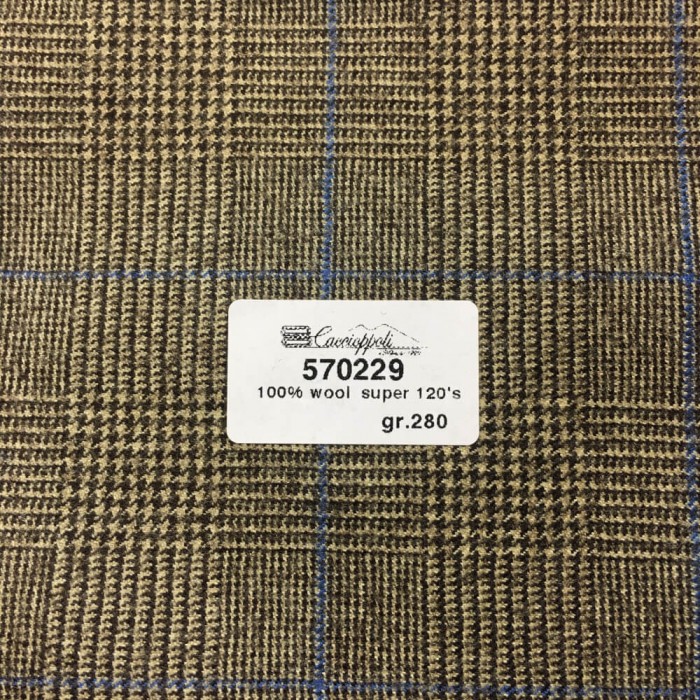 Caccioppoli
570229
100% wool super 120's
gr.280